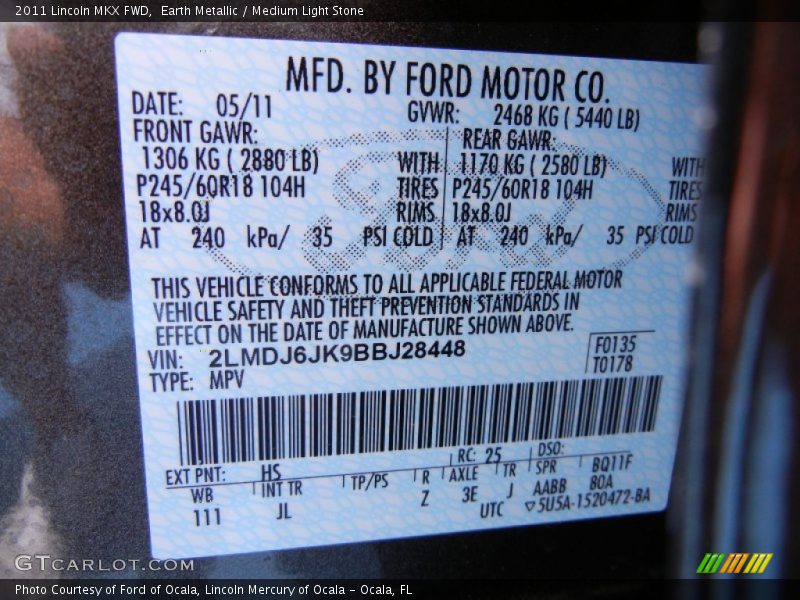 2011 Lincoln MKX FWD, Earth Metallic / Medium Light Stone
MFD. BY FORD MOTOR CO.
DATE: 05/11 GVWR: 2468 KG ( 5440 LB)
FRONT GAWR: REAR GAWR:
1306 KG ( 2880 LB) WITH 1170 KG ( 2580 LB) WITH
P245/60R18 104H TIRES P245/60R18 104H TIRES
18x8.0J RIMS 18x8.0J RIMS
AT 240 kPa/ 35 PSI COLD AT 240 kPa/ 35 PSI COLD
THIS VEHICLE CONFORMS TO ALL APPLICABLE FEDERAL MOTOR
VEHICLE SAFETY AND THEFT PREVENTION STANDARDS IN
EFFECT ON THE DATE OF MANUFACTURE SHOWN ABOVE.
VIN: 2LMDJ6JK9BBJ28448 F0135
TYPE: MPV T0178
EXT PNT: HS RC: 25 DSO:
WB INT TR TP/PS R AXLE TR SPR BQ11F
111 JL Z 3E J AABB 80A
UTC ▽5U5A-1520472-BA
Ford
GTCARLOT.COM
Photo Courtesy of Ford of Ocala, Lincoln Mercury of Ocala – Ocala, FL